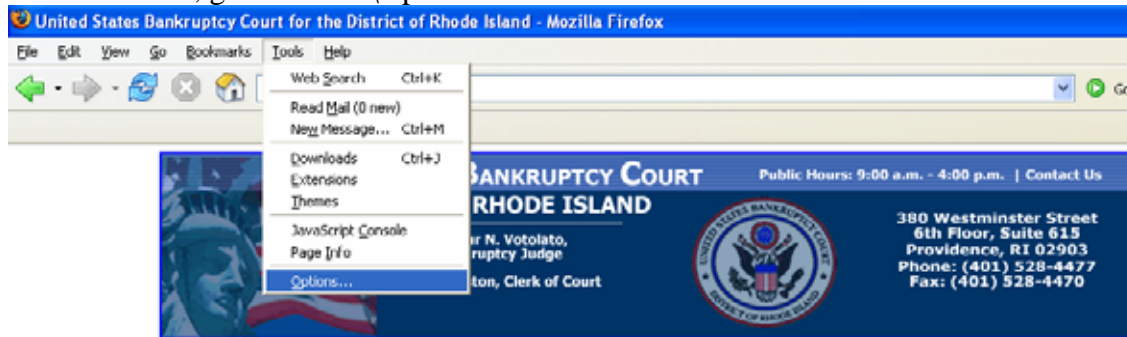 United States Bankruptcy Court for the District of Rhode Island - Mozilla Firefox
File Edit View Go Bookmarks Tools Help
Web Search Ctrl+K
Read Mail (0 new)
New Message... Ctrl+M
Downloads Ctrl+J
Extensions
Themes
JavaScript Console
Page Info
Options...
BANKRUPTCY COURT
RHODE ISLAND
N. Votolato,
Judge
Clerk of Court
Public Hours: 9:00 a.m. - 4:00 p.m. | Contact Us
380 Westminster Street
6th Floor, Suite 615
Providence, RI 02903
Phone: (401) 528-4477
Fax: (401) 528-4470